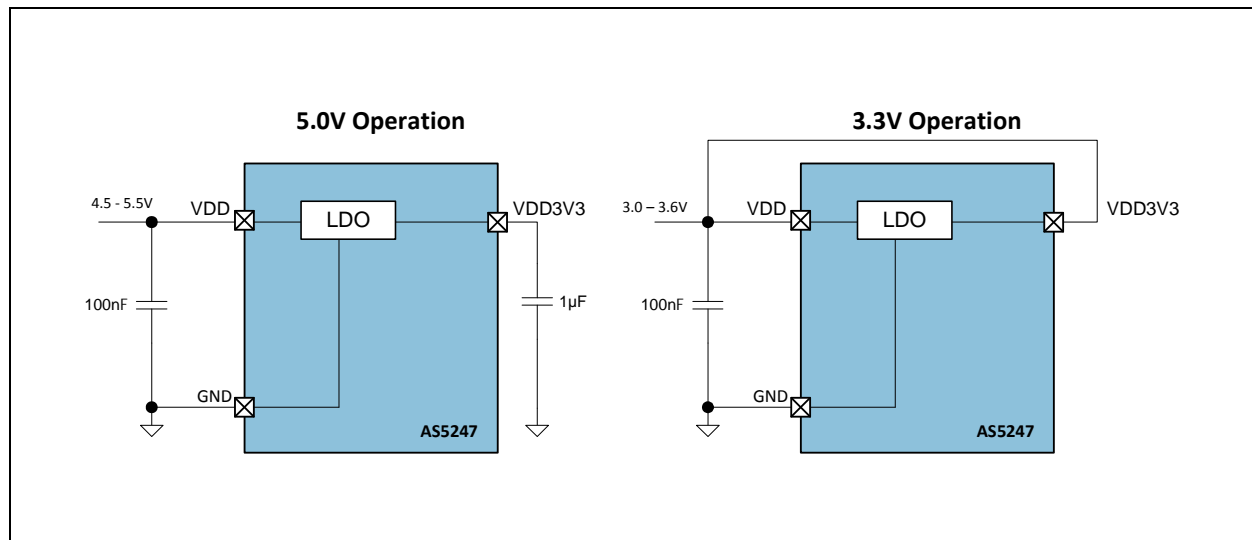 5.0V Operation
4.5 - 5.5V
VDD
LDO
VDD3V3
100nF
1µF
GND
AS5247
3.3V Operation
3.0 – 3.6V
VDD
LDO
VDD3V3
100nF
GND
AS5247